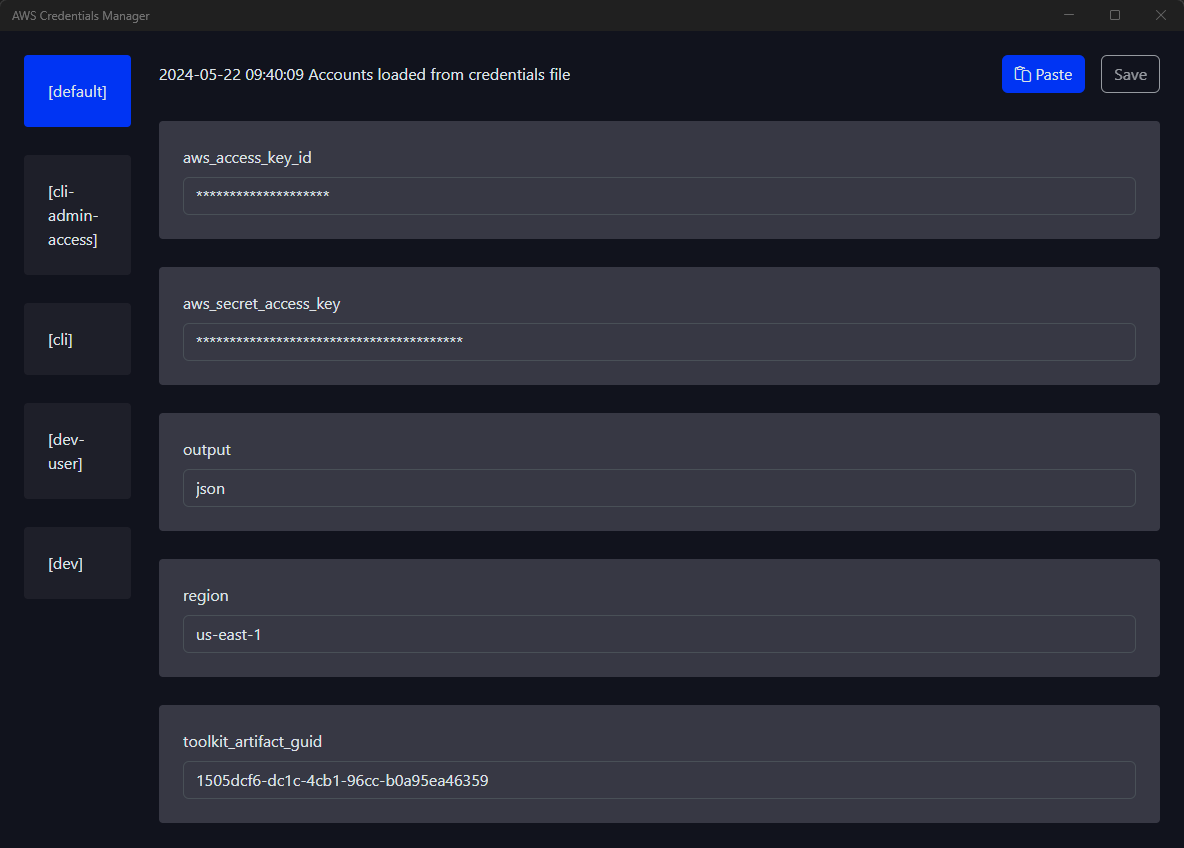 AWS Credentials Manager
[default]
[cli-
admin-
access]
[cli]
[dev-
user]
[dev]
2024-05-22 09:40:09 Accounts loaded from credentials file
Paste
Save
aws_access_key_id
********************
aws_secret_access_key
****************************************
output
json
region
us-east-1
toolkit_artifact_guid
1505dcf6-dc1c-4cb1-96cc-b0a95ea46359